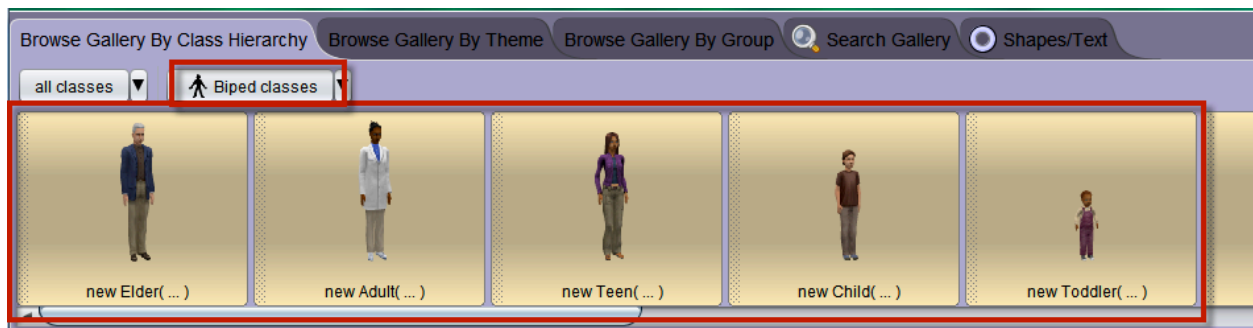 Browse Gallery By Class Hierarchy Browse Gallery By Theme Browse Gallery By Group Search Gallery Shapes/Text
all classes Biped classes
new Elder( ... ) new Adult( ... ) new Teen( ... ) new Child( ... ) new Toddler( ... )